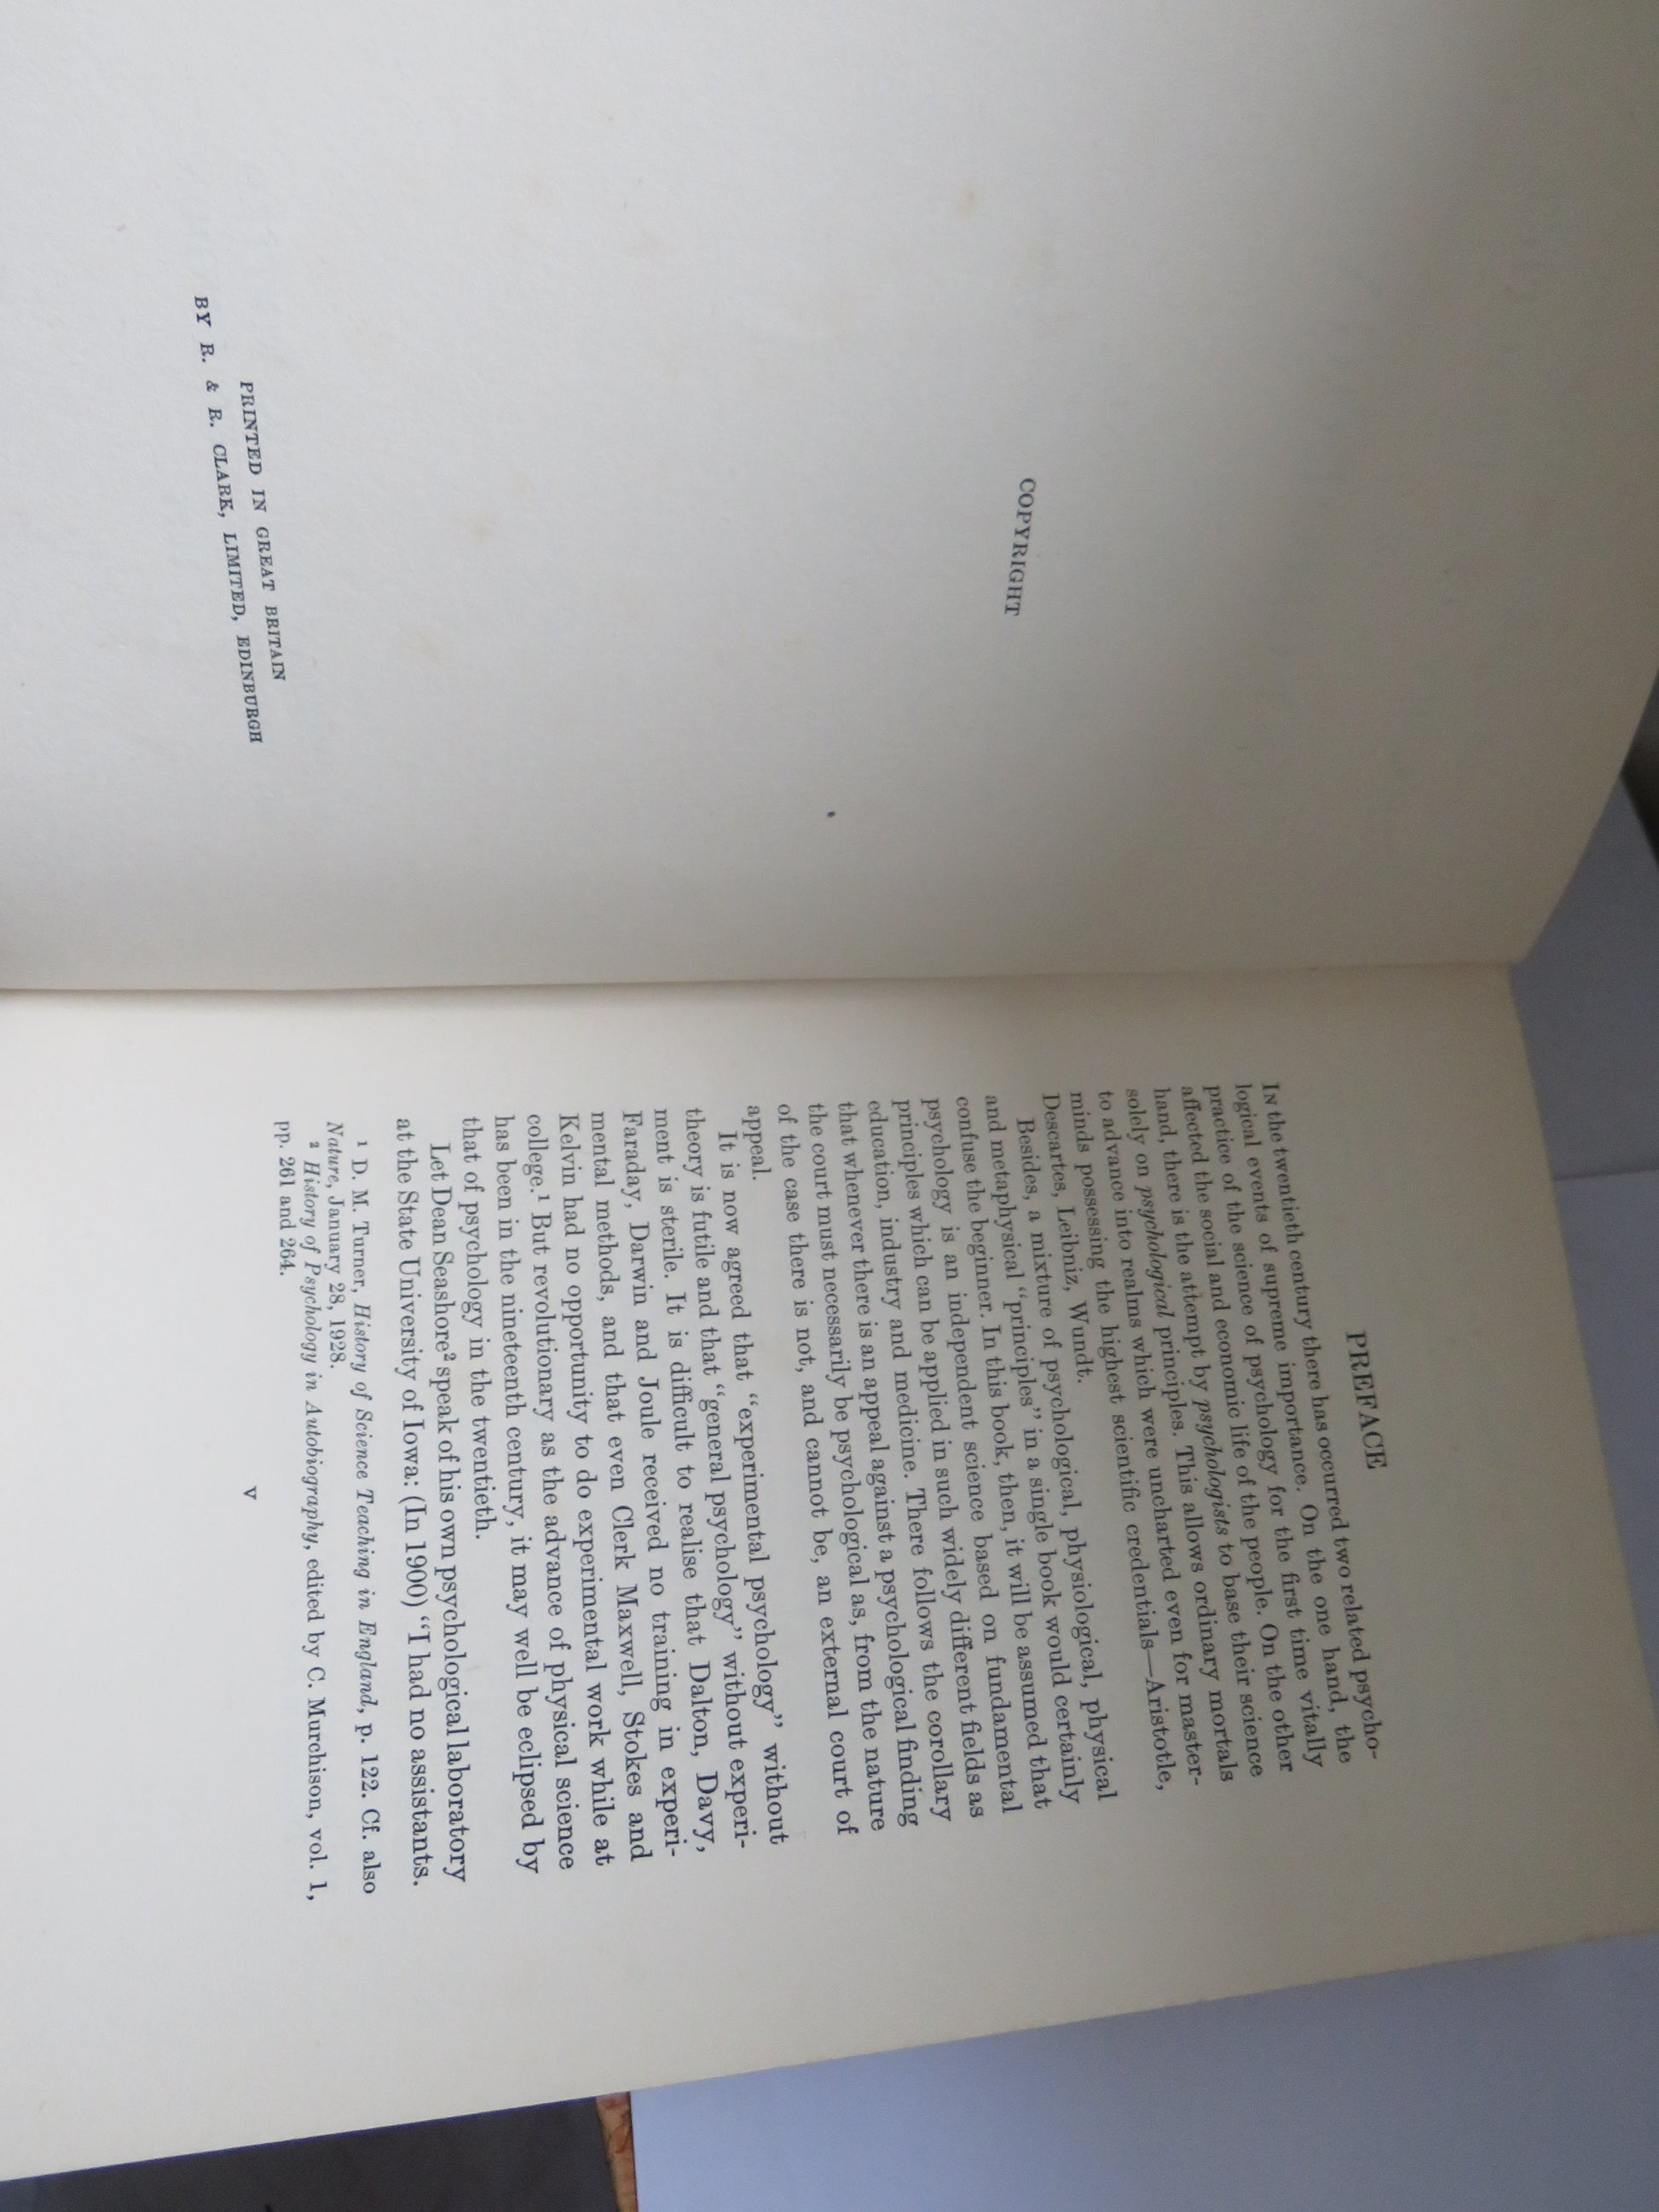 COPYRIGHT
PRINTED IN GREAT BRITAIN
BY R. & R. CLARK, LIMITED, EDINBURGH
PREFACE
IN the twentieth century there has occurred two related psycho-
logical events of supreme importance. On the one hand, the
practice of the science of psychology for the first time vitally
affected the social and economic life of the people. On the other
hand, there is the attempt by psychologists to base their science
solely on psychological principles. This allows ordinary mortals
to advance into realms which were uncharted even for master-
minds possessing the highest scientific credentials—Aristotle,
Descartes, Leibniz, Wundt.
Besides, a mixture of psychological, physiological, physical
and metaphysical “principles” in a single book would certainly
confuse the beginner. In this book, then, it will be assumed that
psychology is an independent science based on fundamental
principles which can be applied in such widely different fields as
education, industry and medicine. There follows the corollary
that whenever there is an appeal against a psychological finding
the court must necessarily be psychological as, from the nature
of the case there is not, and cannot be, an external court of
appeal.
It is now agreed that “experimental psychology” without
theory is futile and that “general psychology” without experi-
ment is sterile. It is difficult to realise that Dalton, Davy,
Faraday, Darwin and Joule received no training in experi-
mental methods, and that even Clerk Maxwell, Stokes and
Kelvin had no opportunity to do experimental work while at
college.¹ But revolutionary as the advance of physical science
has been in the nineteenth century, it may well be eclipsed by
that of psychology in the twentieth.
Let Dean Seashore² speak of his own psychological laboratory
at the State University of Iowa: (In 1900) “I had no assistants.
¹ D. M. Turner, History of Science Teaching in England, p. 122. Cf. also
Nature, January 28, 1928.
² History of Psychology in Autobiography, edited by C. Murchison, vol. 1,
pp. 261 and 264.
v